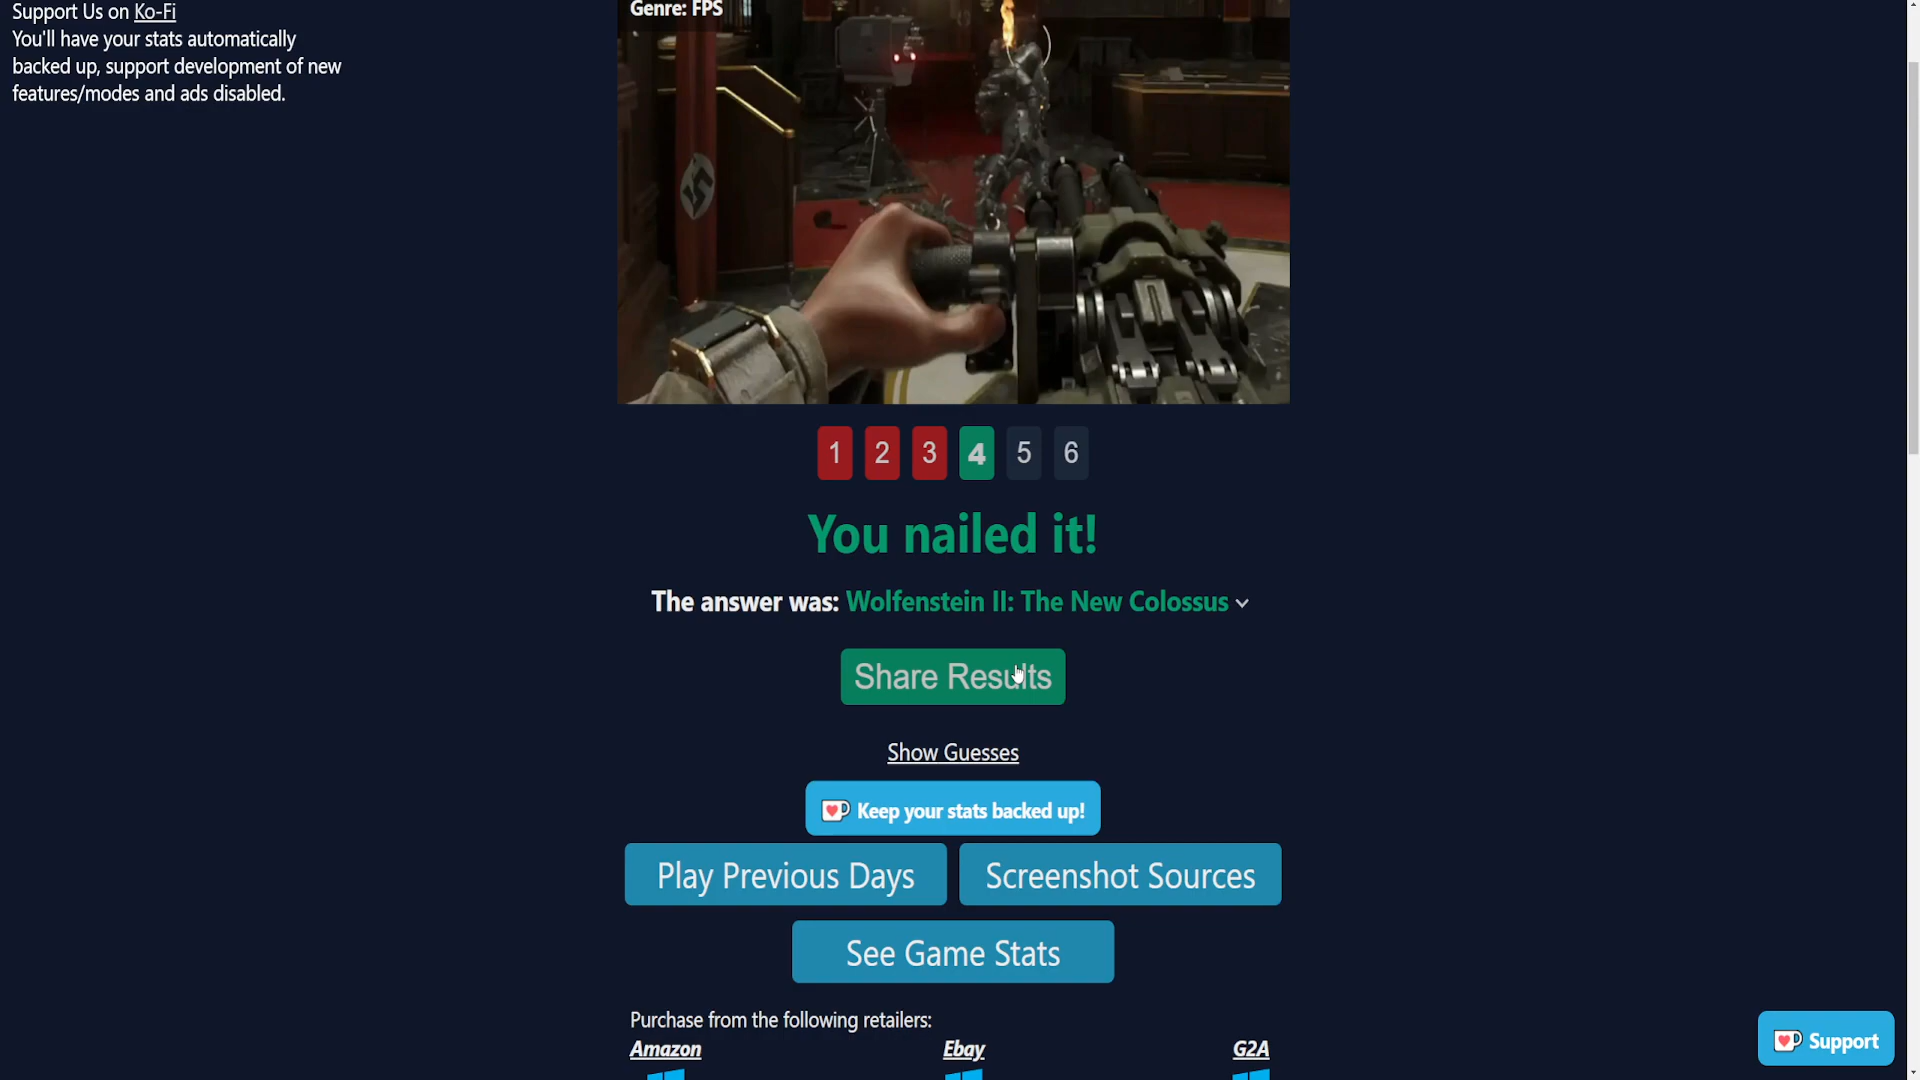 Support Us on Ko-Fi
You'll have your stats automatically
backed up, support development of new
features/modes and ads disabled.
Genre: FPS
1 2 3 4 5 6
You nailed it!
The answer was: Wolfenstein II: The New Colossus
Share Results
Show Guesses
Keep your stats backed up!
Play Previous Days
Screenshot Sources
See Game Stats
Purchase from the following retailers:
Amazon
Ebay
G2A
Support